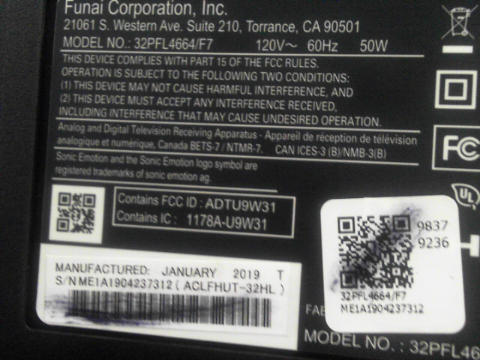 Funai Corporation, Inc.
21061 S. Western Ave. Suite 210, Torrance, CA 90501
MODEL NO.: 32PFL4664/F7 120V~ 60Hz 50W
THIS DEVICE COMPLIES WITH PART 15 OF THE FCC RULES.
OPERATION IS SUBJECT TO THE FOLLOWING TWO CONDITIONS:
(1) THIS DEVICE MAY NOT CAUSE HARMFUL INTERFERENCE, AND
(2) THIS DEVICE MUST ACCEPT ANY INTERFERENCE RECEIVED,
INCLUDING INTERFERENCE THAT MAY CAUSE UNDESIRED OPERATION.
Analog and Digital Television Receiving Apparatus - Appareil de réception de télévision
analogique et numérique, Canada BETS-7 / NTMR-7. CAN ICES-3 (B)/NMB-3(B)
Sonic Emotion and the Sonic Emotion logo symbol are
registered trademarks of sonic emotion ag.
FC
UL
Contains FCC ID : ADTU9W31
Contains IC : 1178A-U9W31
9837
9236
MANUFACTURED: JANUARY 2019 T
S/N ME1A1904237312 (ACLFHUT-32HL)
32PFL4664/F7
ME1A1904237312
MODEL NO.: 32PFL46